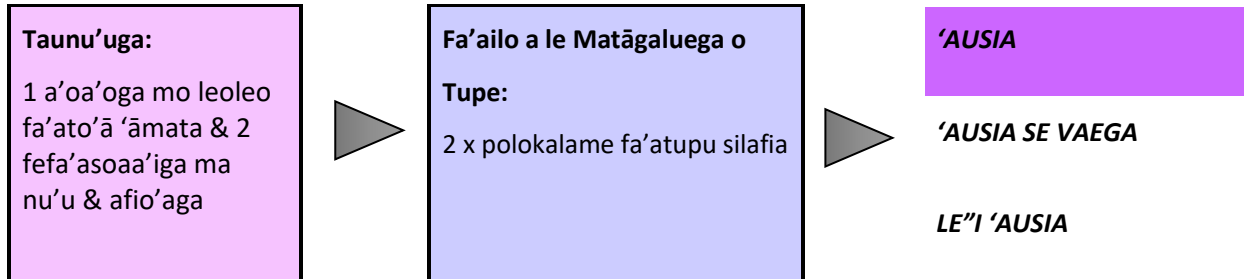 Taunu’uga:
1 a’oa’oga mo leoleo
fa’ato’ā ‘āmata & 2
fefa’asoaa’iga ma
nu’u & afio’aga
Fa’ailo a le Matāgaluega o
Tupe:
2 x polokalame fa’atupu silafia
‘AUSIA
‘AUSIA SE VAEGA
LE”I ‘AUSIA